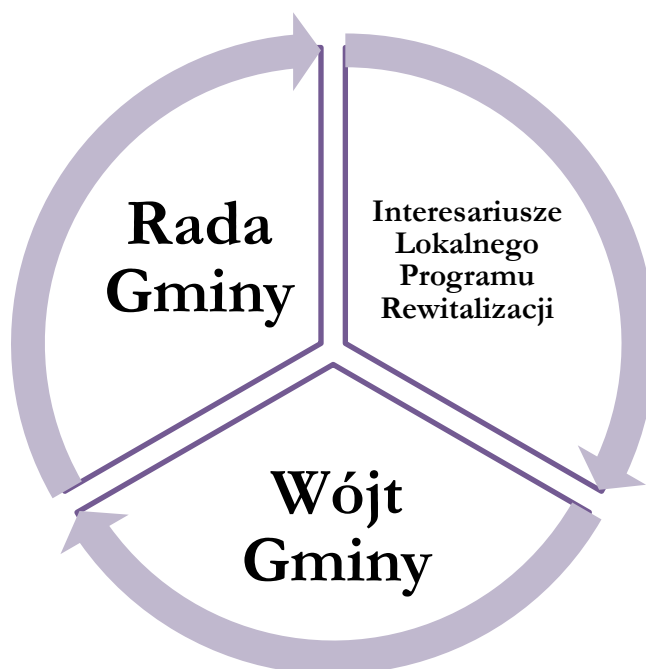 Rada
Gminy
Interesariusze
Lokalnego
Programu
Rewitalizacji
Wójt
Gminy